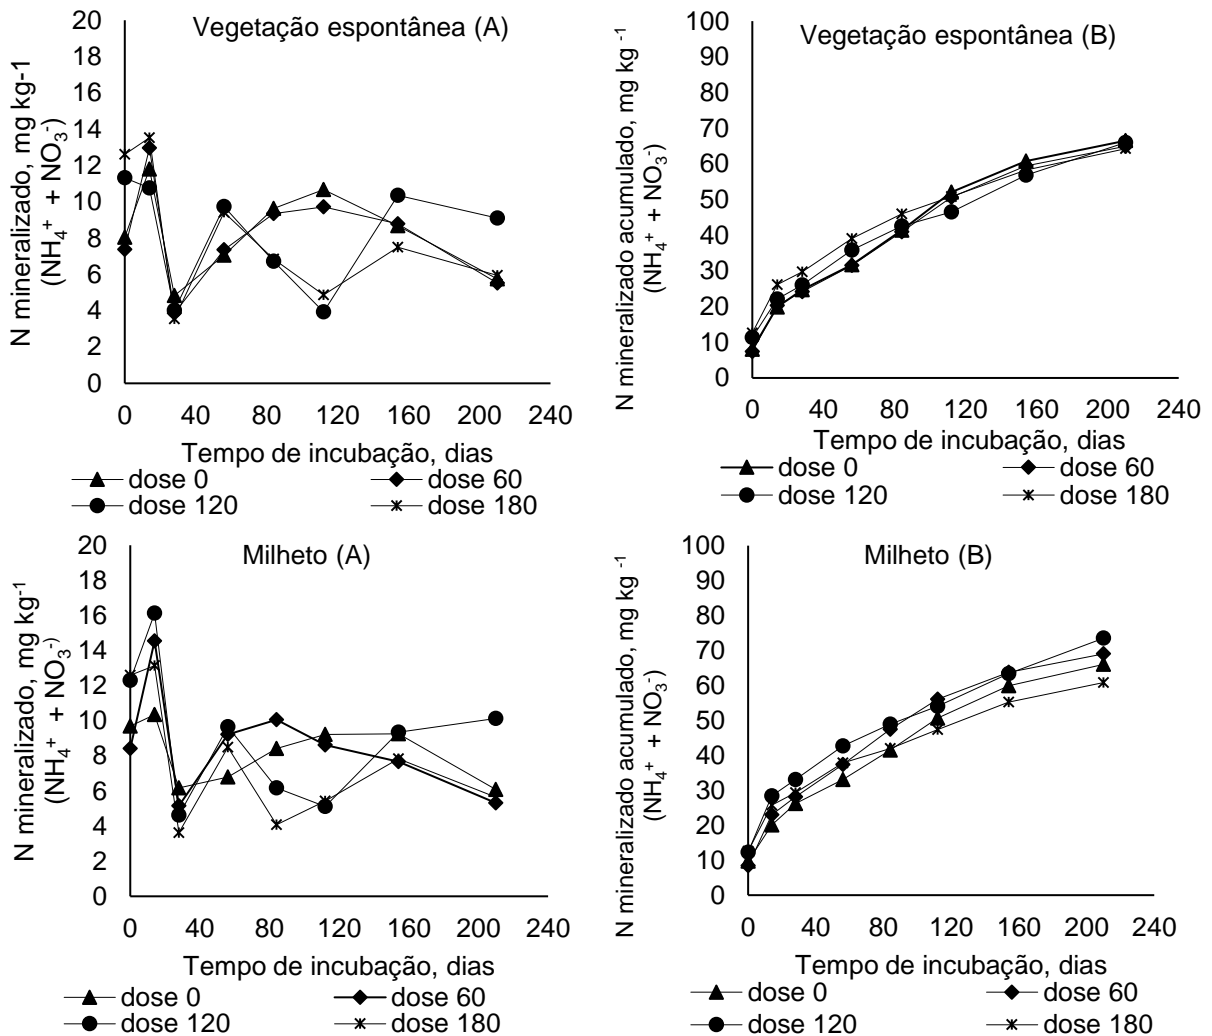 Vegetação espontânea (A)
N mineralizado, mg kg-1
(NH4+ + NO3-)
20
18
16
14
12
10
8
6
4
2
0
0 40 80 120 160 200 240
Tempo de incubação, dias
dose 0 dose 60
dose 120 dose 180
Vegetação espontânea (B)
N mineralizado acumulado, mg kg -1
(NH4+ + NO3-)
100
90
80
70
60
50
40
30
20
10
0
0 40 80 120 160 200 240
Tempo de incubação, dias
dose 0 dose 60
dose 120 dose 180
Milheto (A)
N mineralizado, mg kg-1
(NH4+ + NO3-)
20
18
16
14
12
10
8
6
4
2
0
0 40 80 120 160 200 240
Tempo de incubação, dias
dose 0 dose 60
dose 120 dose 180
Milheto (B)
N mineralizado acumulado, mg kg -1
(NH4+ + NO3-)
100
90
80
70
60
50
40
30
20
10
0
0 40 80 120 160 200 240
Tempo de incubação, dias
dose 0 dose 60
dose 120 dose 180